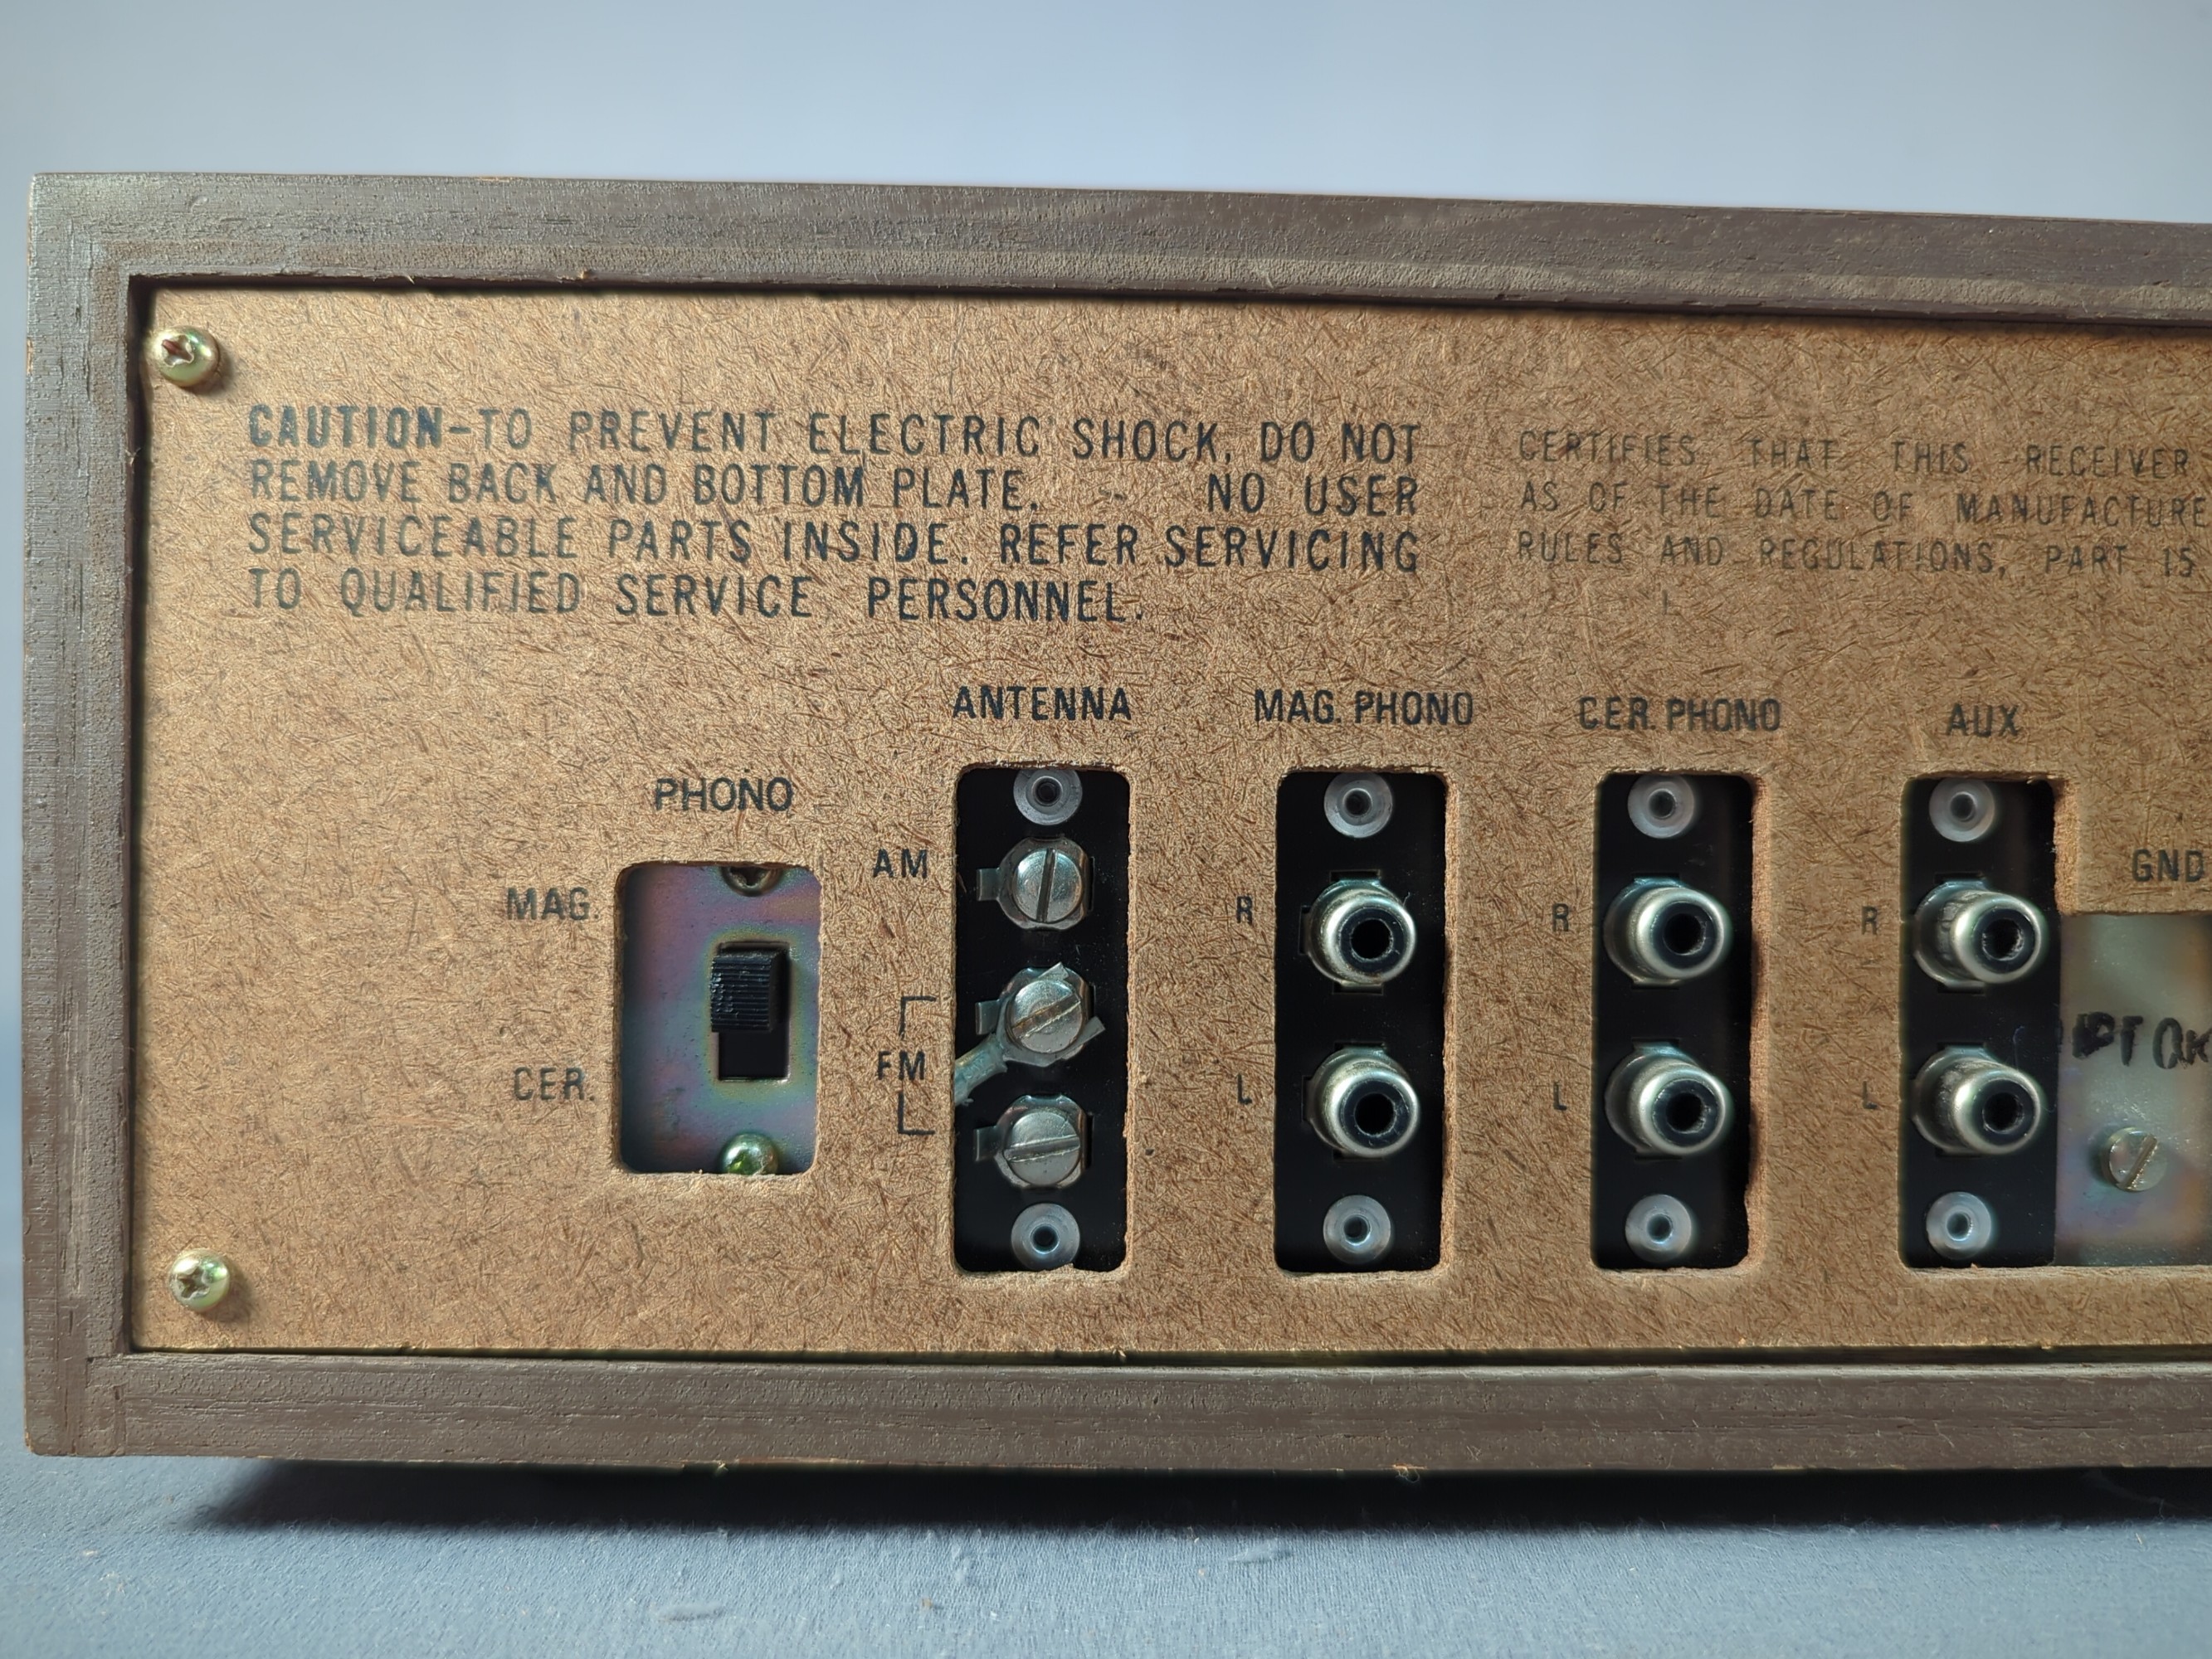 CAUTION-TO PREVENT ELECTRIC SHOCK, DO NOT
REMOVE BACK AND BOTTOM PLATE. NO USER
SERVICEABLE PARTS INSIDE. REFER SERVICING
TO QUALIFIED SERVICE PERSONNEL.
CERTIFIES THAT THIS RECEIVER
AS OF THE DATE OF MANUFACTURE
RULES AND REGULATIONS, PART 15
PHONO
MAG.
CER.
ANTENNA
AM
FM
MAG. PHONO
R
L
CER. PHONO
R
L
AUX
R
L
GND